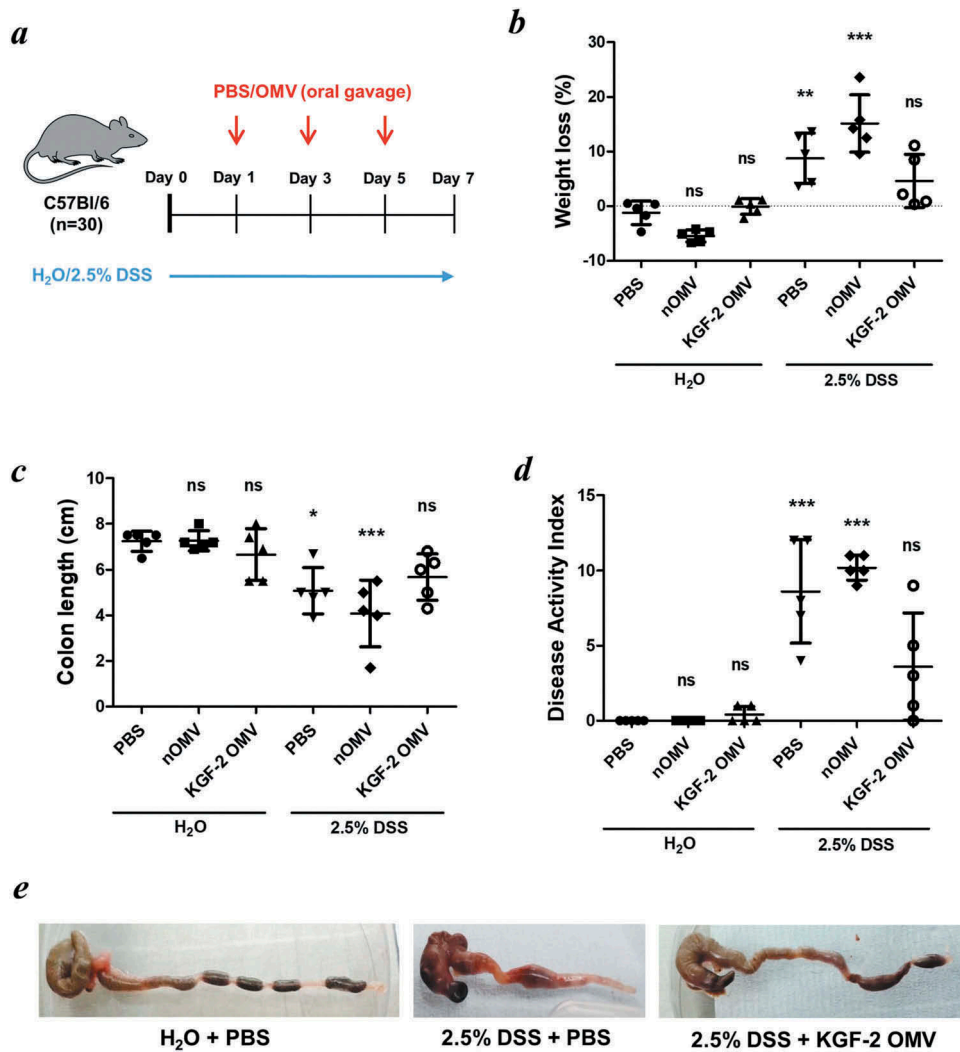 a
PBS/OMV (oral gavage)
C57Bl/6
(n=30)
Day 0
Day 1
Day 3
Day 5
Day 7
H₂O/2.5% DSS
b
Weight loss (%)
30
20
10
0
-10
ns
ns
**
***
ns
PBS
nOMV
KGF-2 OMV
PBS
nOMV
KGF-2 OMV
H₂O
2.5% DSS
c
Colon length (cm)
10
8
6
4
2
0
ns
ns
*
***
ns
PBS
nOMV
KGF-2 OMV
PBS
nOMV
KGF-2 OMV
H₂O
2.5% DSS
d
Disease Activity Index
15
10
5
0
ns
ns
***
***
ns
PBS
nOMV
KGF-2 OMV
PBS
nOMV
KGF-2 OMV
H₂O
2.5% DSS
e
H₂O + PBS
2.5% DSS + PBS
2.5% DSS + KGF-2 OMV